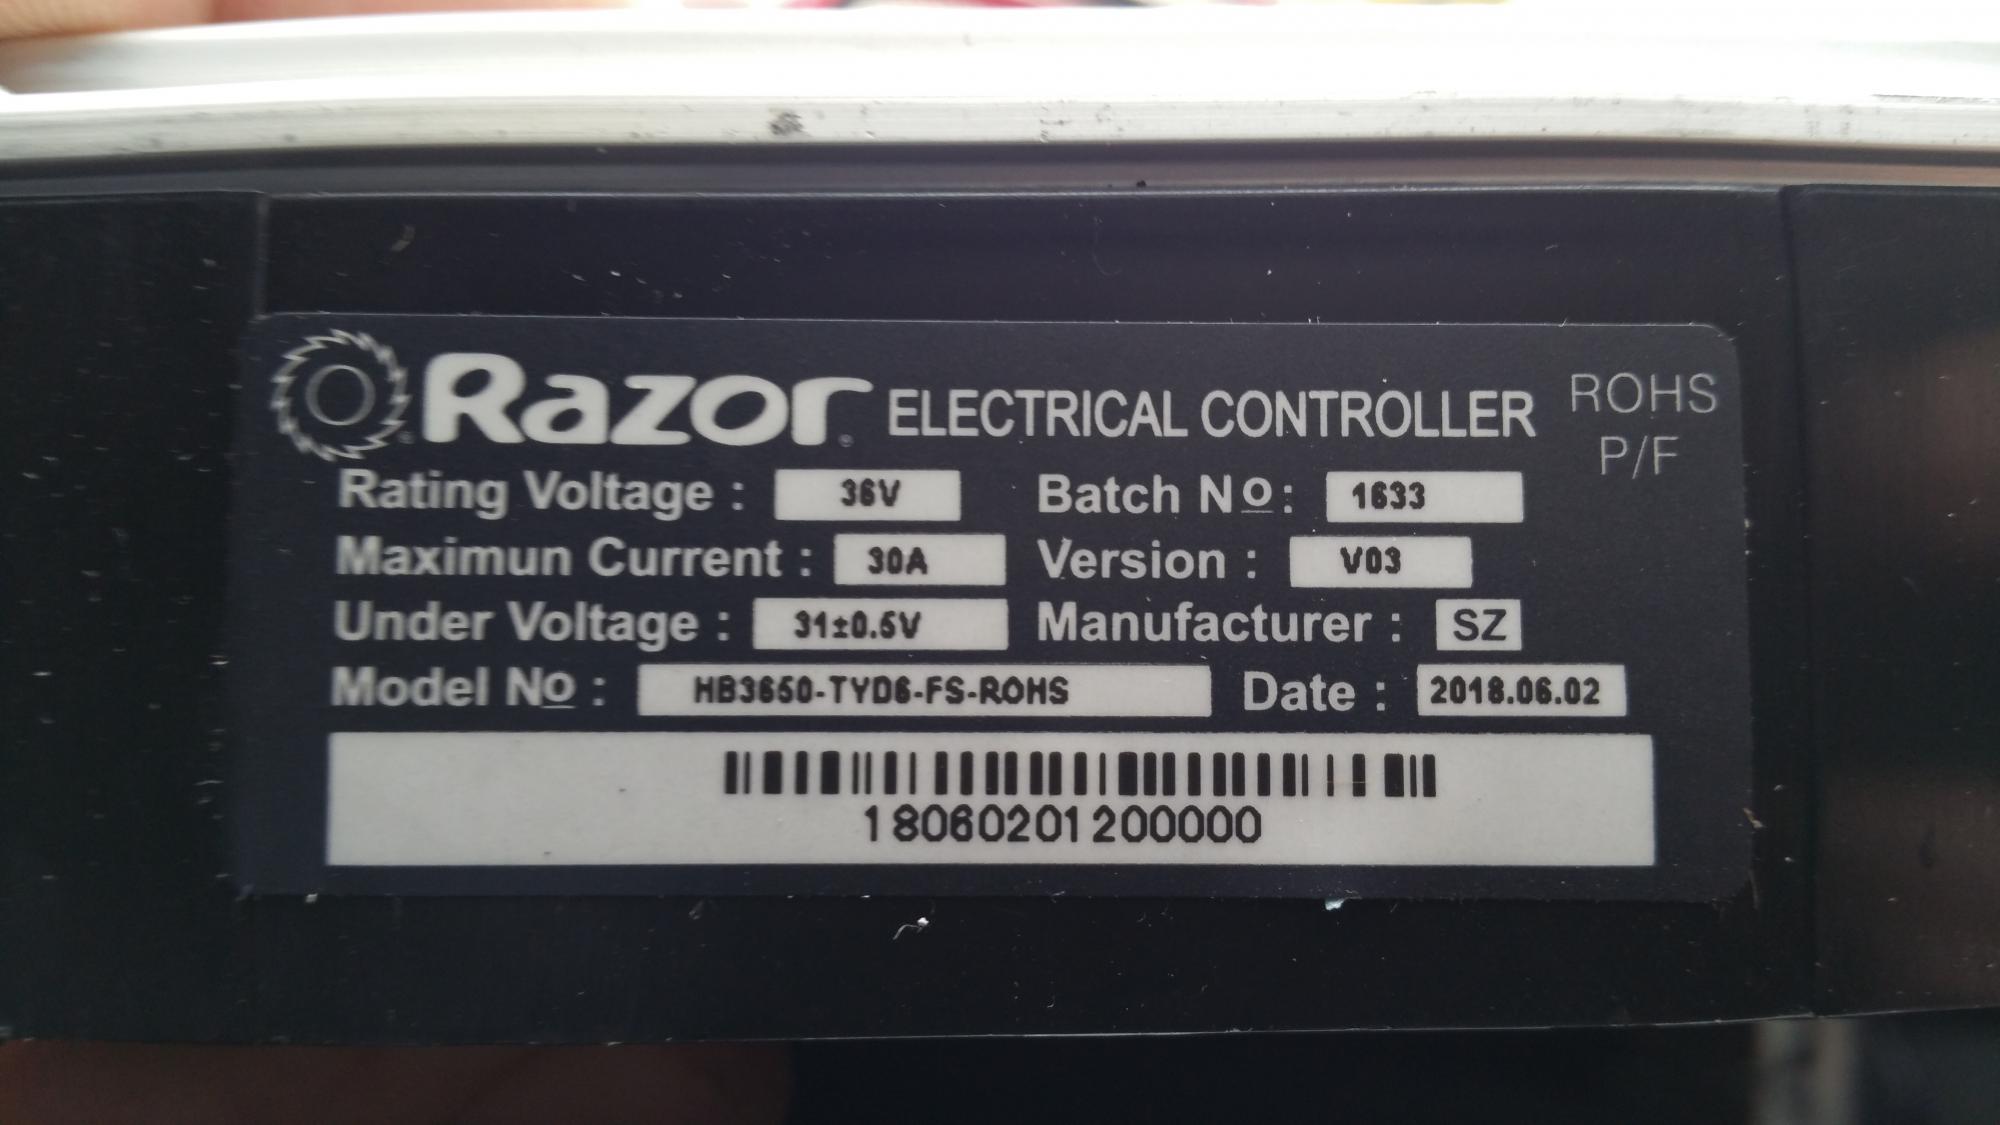 Razor ® ELECTRICAL CONTROLLER ROHS
P/F
Rating Voltage : 36V Batch No: 1633
Maximun Current : 30A Version : V03
Under Voltage : 31±0.5V Manufacturer : SZ
Model No : HB3650-TYD6-FS-ROHS Date : 2018.06.02
18060201200000